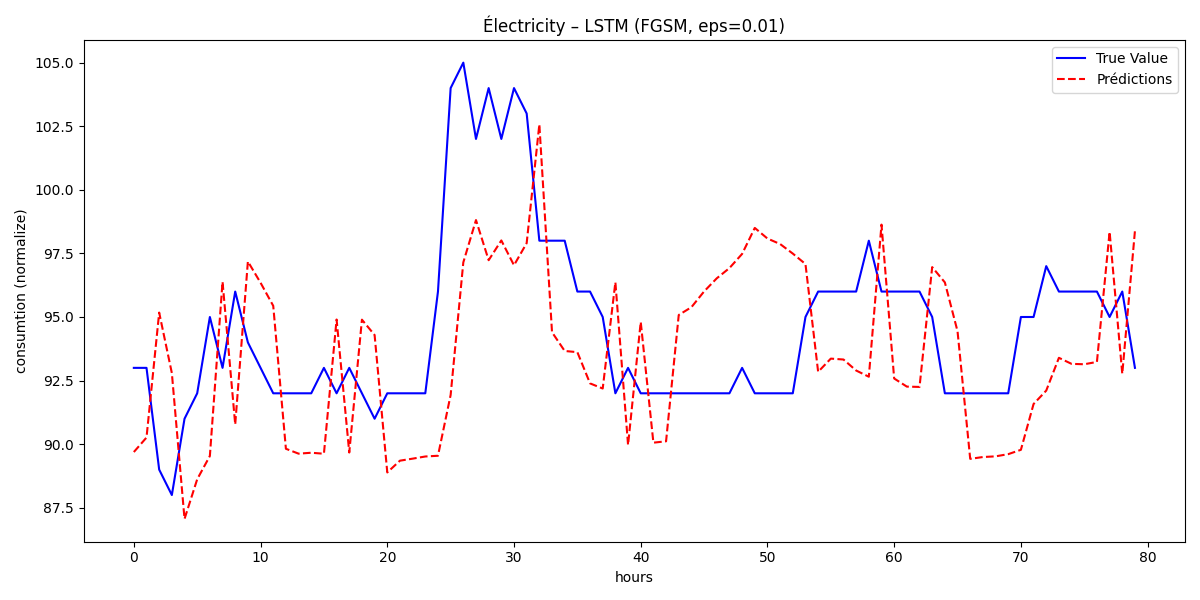 Électricity – LSTM (FGSM, eps=0.01)
True Value
Prédictions
consumtion (normalize)
105.0
102.5
100.0
97.5
95.0
92.5
90.0
87.5
0 10 20 30 40 50 60 70 80
hours